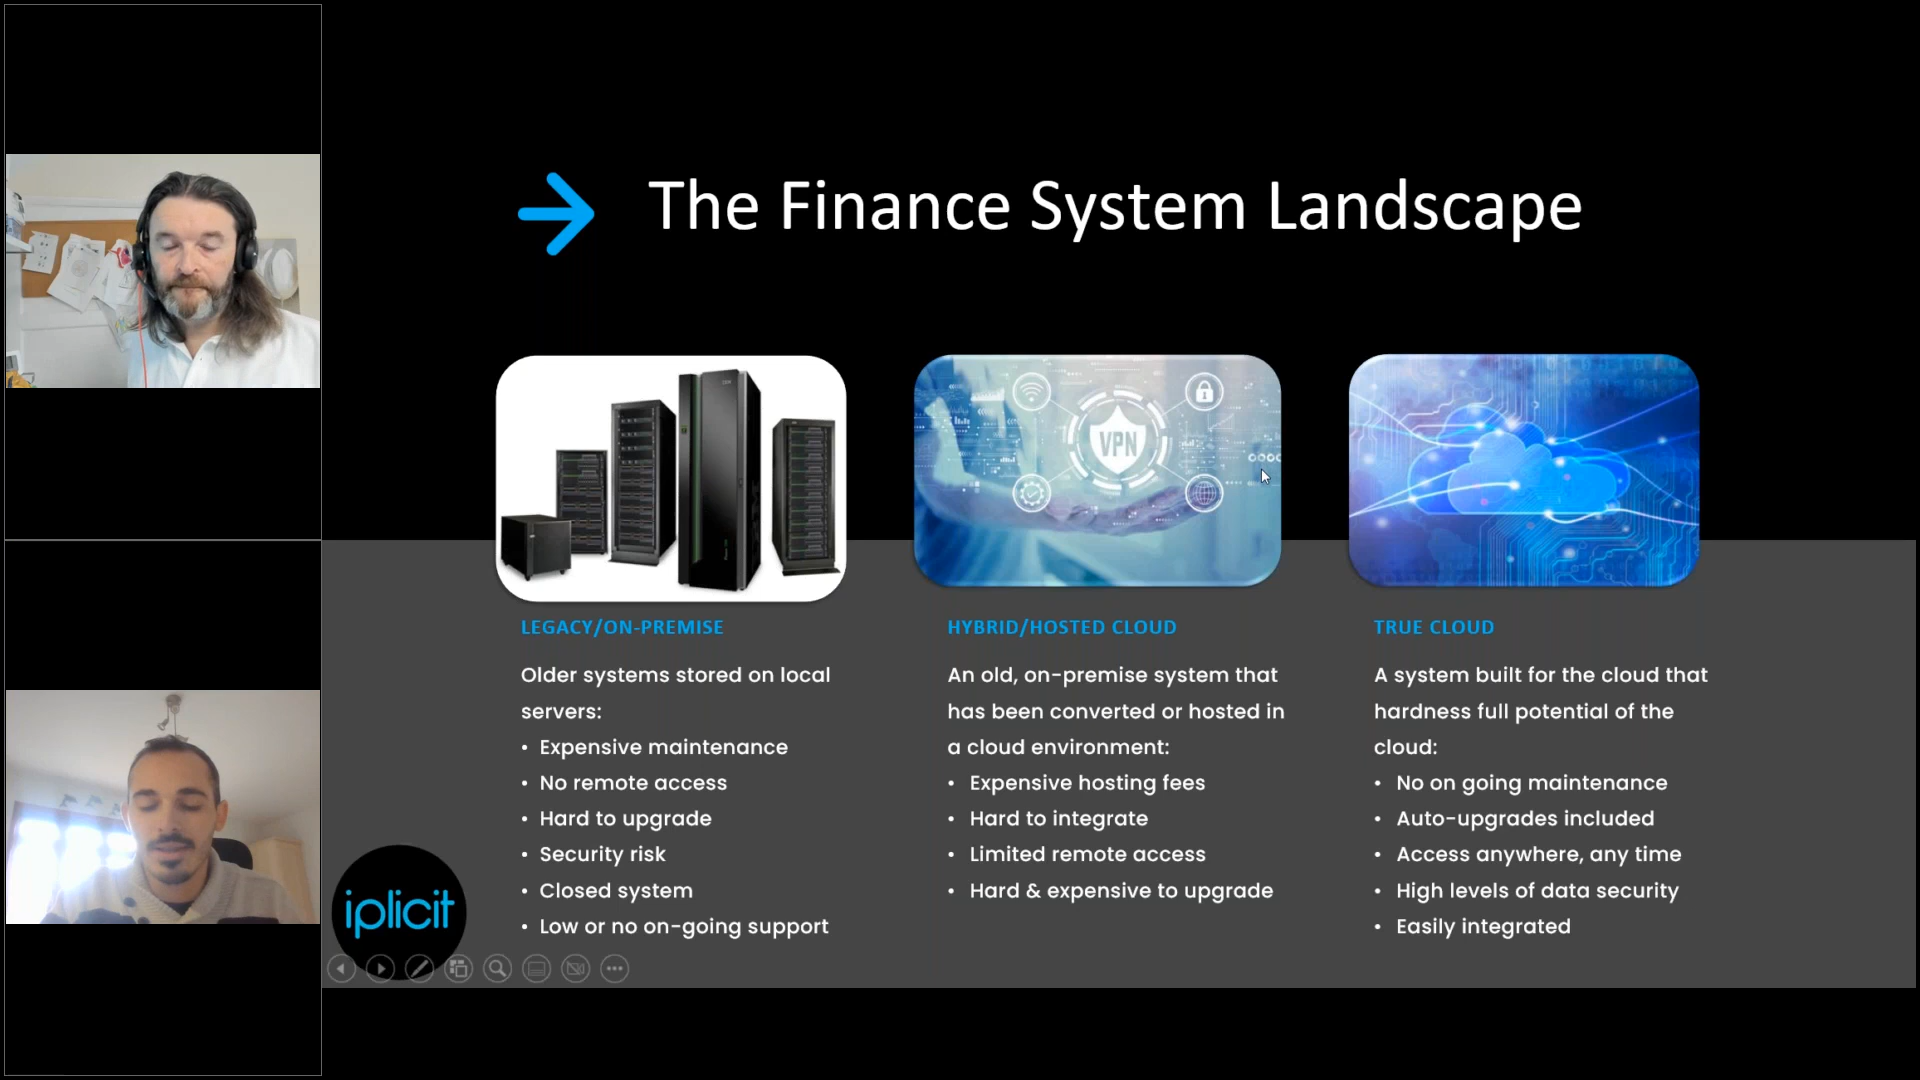 The Finance System Landscape
VPN
LEGACY/ON-PREMISE
Older systems stored on local
servers:
• Expensive maintenance
• No remote access
• Hard to upgrade
• Security risk
• Closed system
• Low or no on-going support
HYBRID/HOSTED CLOUD
An old, on-premise system that
has been converted or hosted in
a cloud environment:
• Expensive hosting fees
• Hard to integrate
• Limited remote access
• Hard & expensive to upgrade
TRUE CLOUD
A system built for the cloud that
hardness full potential of the
cloud:
• No on going maintenance
• Auto-upgrades included
• Access anywhere, any time
• High levels of data security
• Easily integrated
iplicit